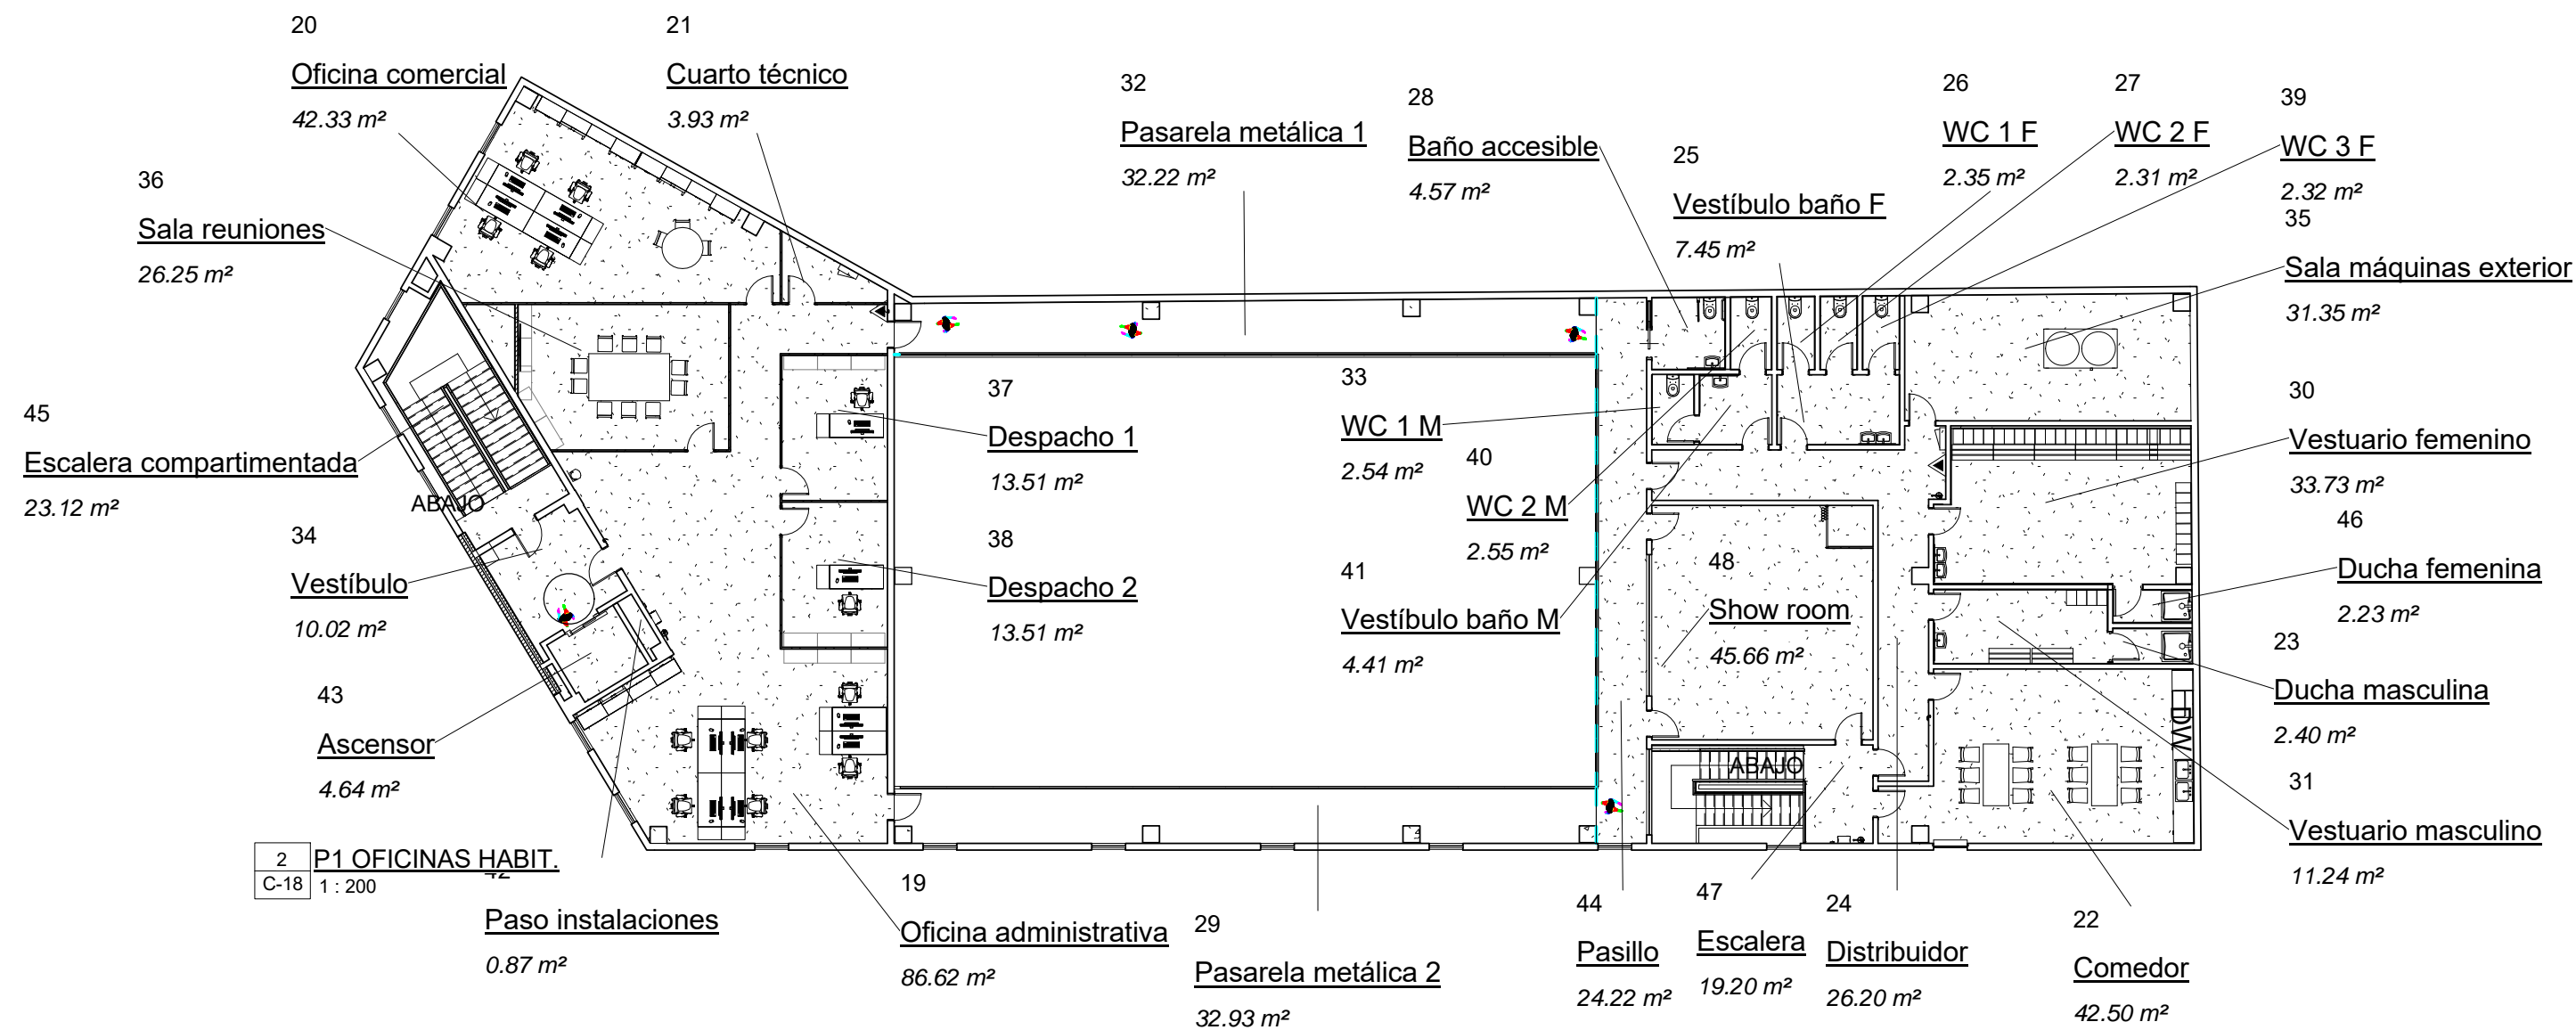 20
Oficina comercial
42.33 m²
21
Cuarto técnico
3.93 m²
32
Pasarela metálica 1
32.22 m²
28
Baño accesible
4.57 m²
25
Vestíbulo baño F
7.45 m²
26
WC 1 F
2.35 m²
27
WC 2 F
2.31 m²
39
WC 3 F
2.32 m²
35
Sala máquinas exterior
31.35 m²
36
Sala reuniones
26.25 m²
45
Escalera compartimentada
23.12 m²
ABAJO
34
Vestíbulo
10.02 m²
43
Ascensor
4.64 m²
37
Despacho 1
13.51 m²
38
Despacho 2
13.51 m²
33
WC 1 M
2.54 m²
40
WC 2 M
2.55 m²
41
Vestíbulo baño M
4.41 m²
48
Show room
45.66 m²
ABAJO
30
Vestuario femenino
33.73 m²
46
Ducha femenina
2.23 m²
23
Ducha masculina
2.40 m²
DW
31
Vestuario masculino
11.24 m²
2
C-18
P1 OFICINAS HABIT.
1 : 200
42
Paso instalaciones
0.87 m²
19
Oficina administrativa
86.62 m²
29
Pasarela metálica 2
32.93 m²
44
Pasillo
24.22 m²
47
Escalera
19.20 m²
24
Distribuidor
26.20 m²
22
Comedor
42.50 m²